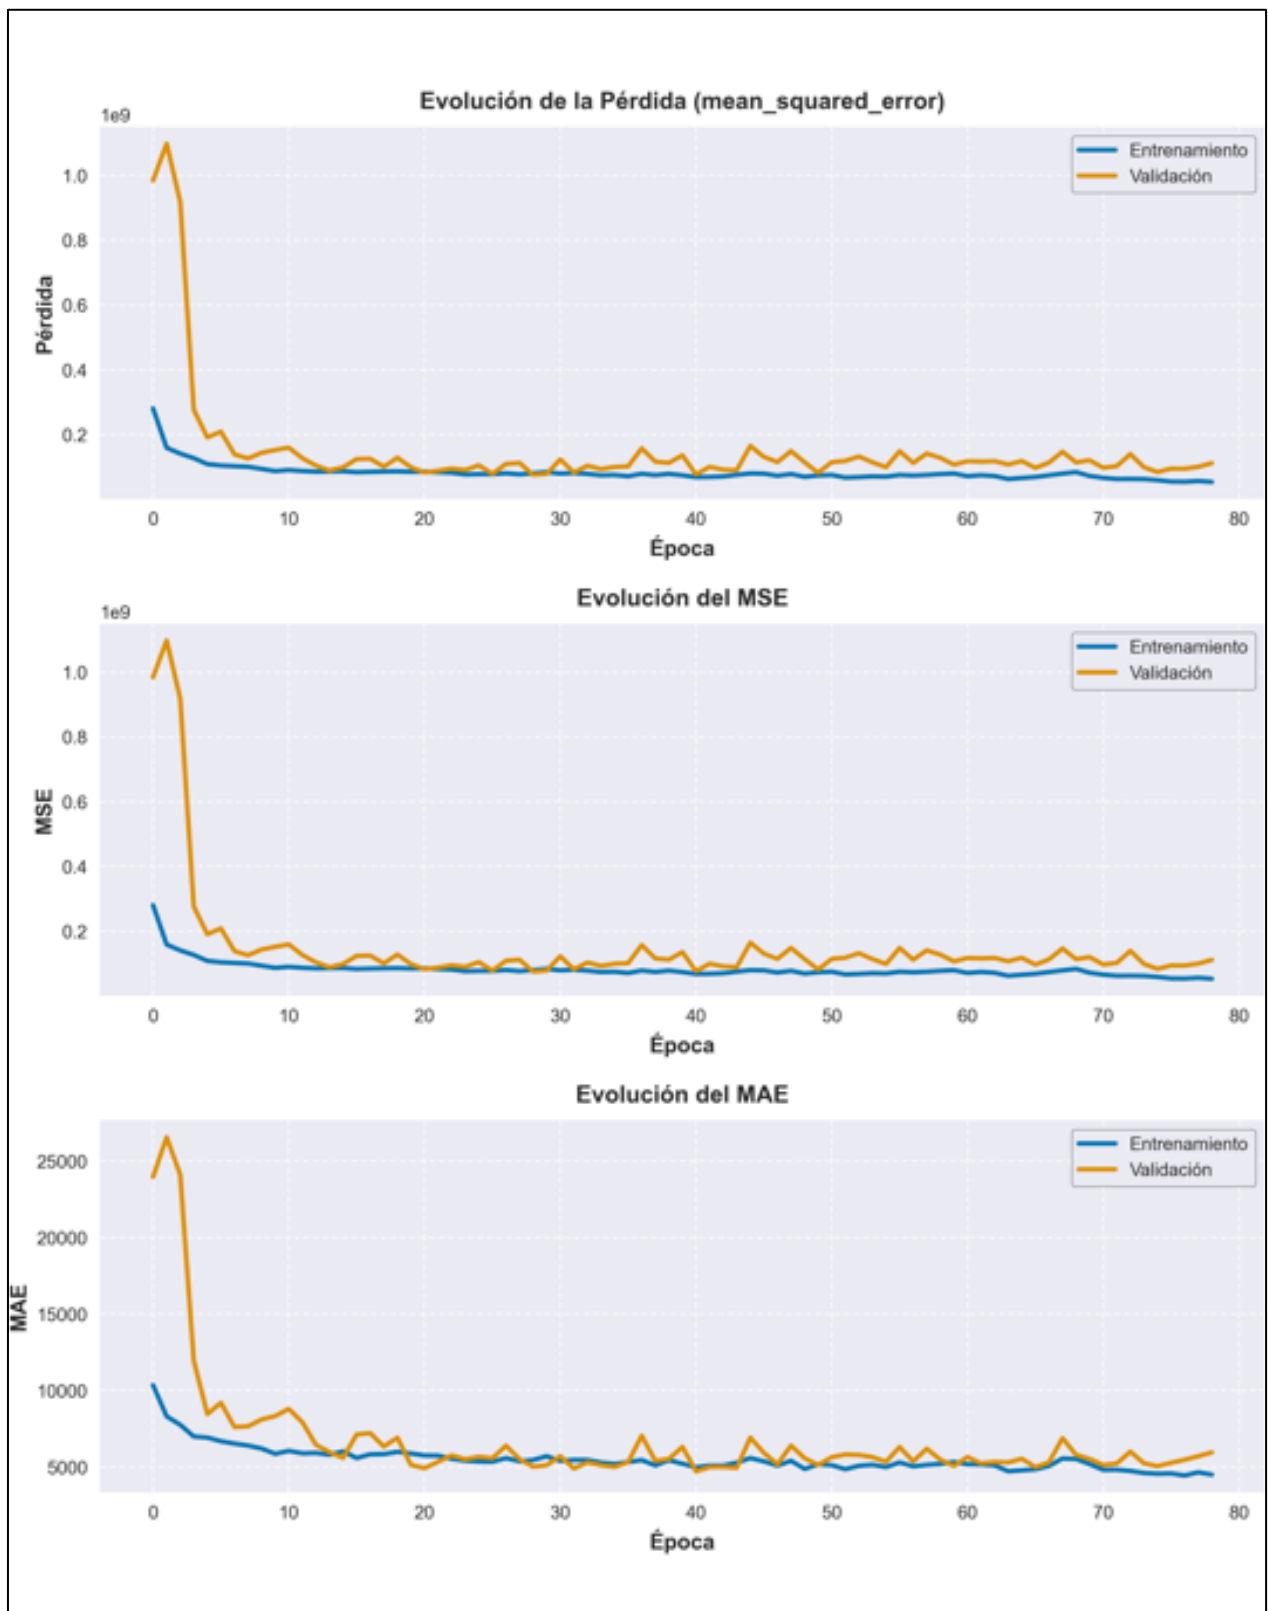 Evolución de la Pérdida (mean_squared_error)
1e9
Entrenamiento
Validación
1.0
0.8
0.6
0.4
0.2
Pérdida
0 10 20 30 40 50 60 70 80
Época
Evolución del MSE
1e9
Entrenamiento
Validación
1.0
0.8
0.6
0.4
0.2
MSE
0 10 20 30 40 50 60 70 80
Época
Evolución del MAE
Entrenamiento
Validación
25000
20000
15000
10000
5000
MAE
0 10 20 30 40 50 60 70 80
Época